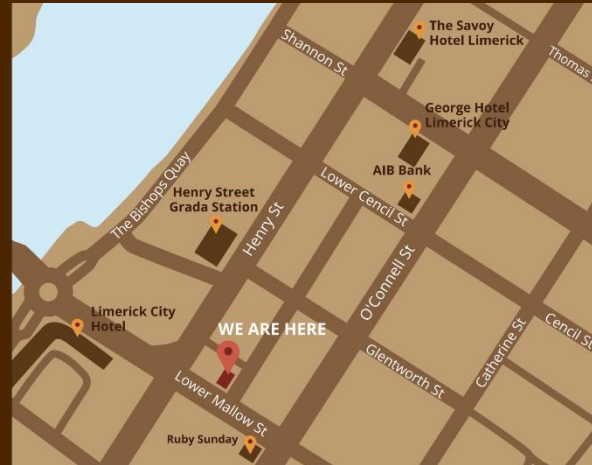 The Savoy
Hotel Limerick
Shannon St
George Hotel
Limerick City
AIB Bank
Lower Cencil St
The Bishops Quay
Henry Street
Grada Station
Henry St
O'Connell St
Limerick City
Hotel
WE ARE HERE
Cencil St
Catherine St
Glentworth St
Lower Mallow St
Ruby Sunday
Thomas